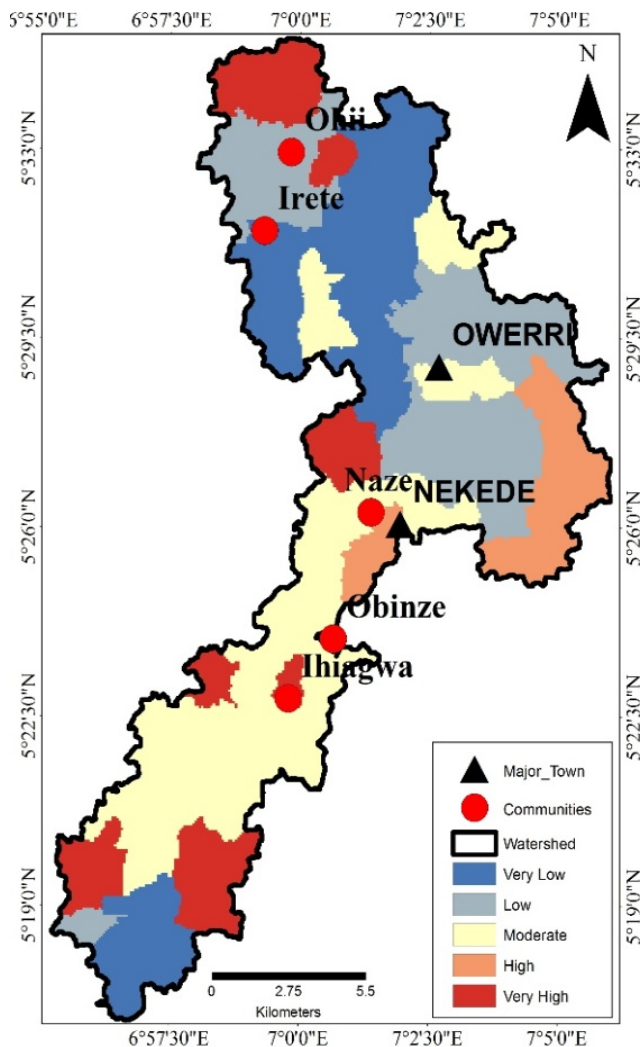 6°55'0"E 6°57'30"E 7°0'0"E 7°2'30"E 7°5'0"E
N
5°33'0"N 5°33'0"N
Ohii
Irete
5°29'30"N 5°29'30"N
OWERRI
Naze
NEKEDE
5°26'0"N 5°26'0"N
Obinze
Ihiagwa
5°22'30"N 5°22'30"N
Major_Town
Communities
Watershed
Very Low
Low
Moderate
High
Very High
5°19'0"N 5°19'0"N
0 2.75 5.5
Kilometers
6°57'30"E 7°0'0"E 7°2'30"E 7°5'0"E